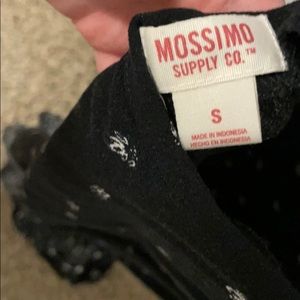 MOSSIMO
SUPPLY CO.™
S
MADE IN INDONESIA
HECHO EN INDONESIA